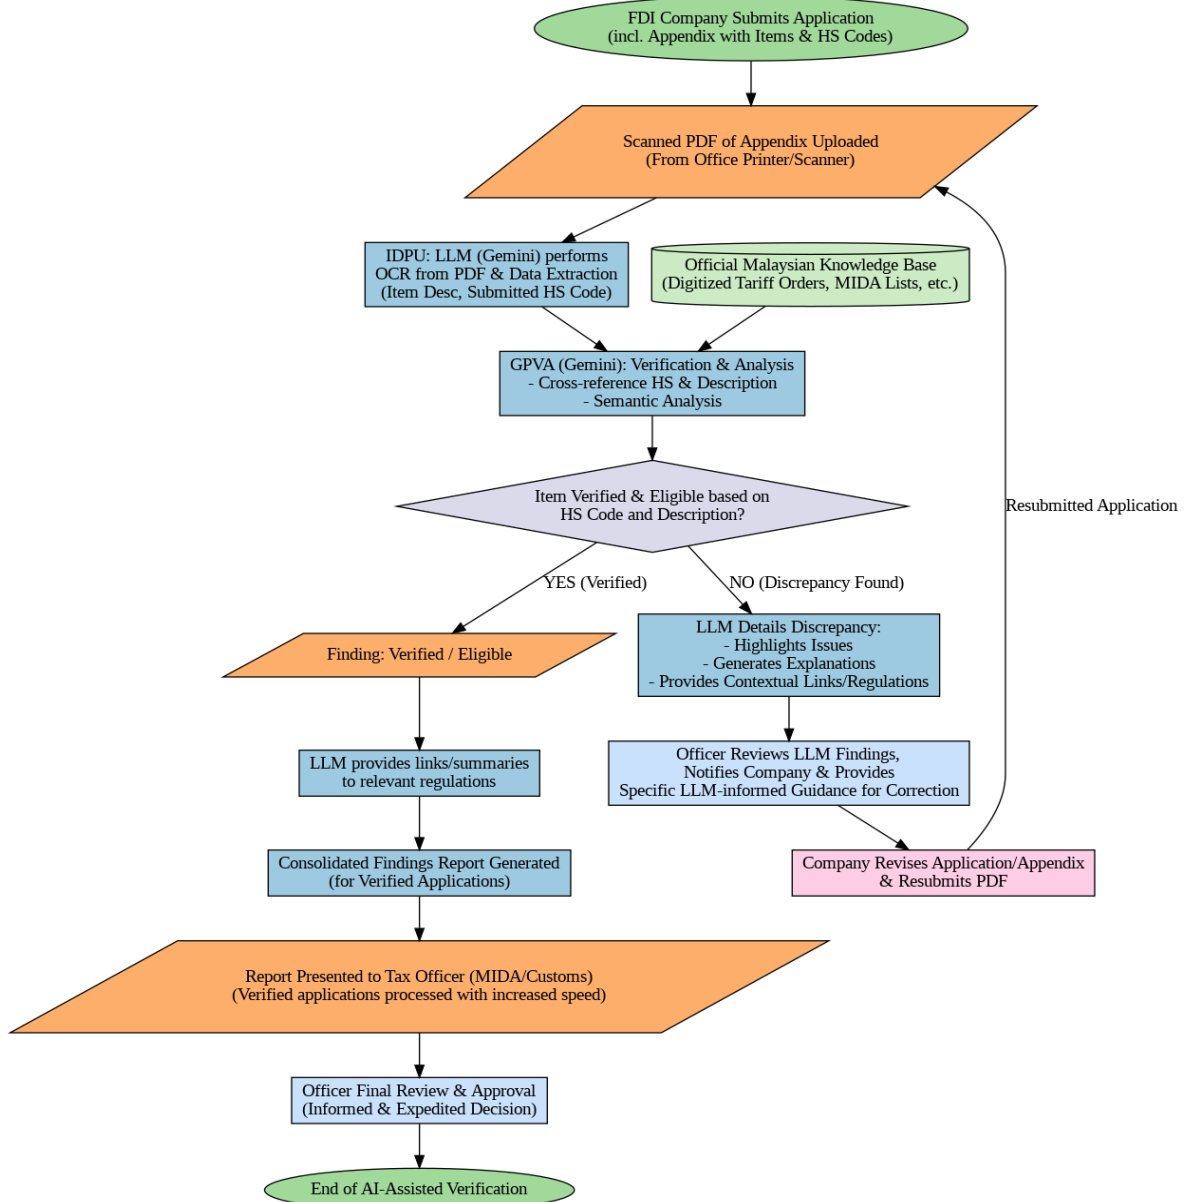 FDI Company Submits Application
(incl. Appendix with Items & HS Codes)
Scanned PDF of Appendix Uploaded
(From Office Printer/Scanner)
IDPU: LLM (Gemini) performs
OCR from PDF & Data Extraction
(Item Desc, Submitted HS Code)
Official Malaysian Knowledge Base
(Digitized Tariff Orders, MIDA Lists, etc.)
GPVA (Gemini): Verification & Analysis
- Cross-reference HS & Description
- Semantic Analysis
Item Verified & Eligible based on
HS Code and Description?
Resubmitted Application
YES (Verified)
NO (Discrepancy Found)
Finding: Verified / Eligible
LLM Details Discrepancy:
- Highlights Issues
- Generates Explanations
- Provides Contextual Links/Regulations
LLM provides links/summaries
to relevant regulations
Officer Reviews LLM Findings,
Notifies Company & Provides
Specific LLM-informed Guidance for Correction
Consolidated Findings Report Generated
(for Verified Applications)
Company Revises Application/Appendix
& Resubmits PDF
Report Presented to Tax Officer (MIDA/Customs)
(Verified applications processed with increased speed)
Officer Final Review & Approval
(Informed & Expedited Decision)
End of AI-Assisted Verification